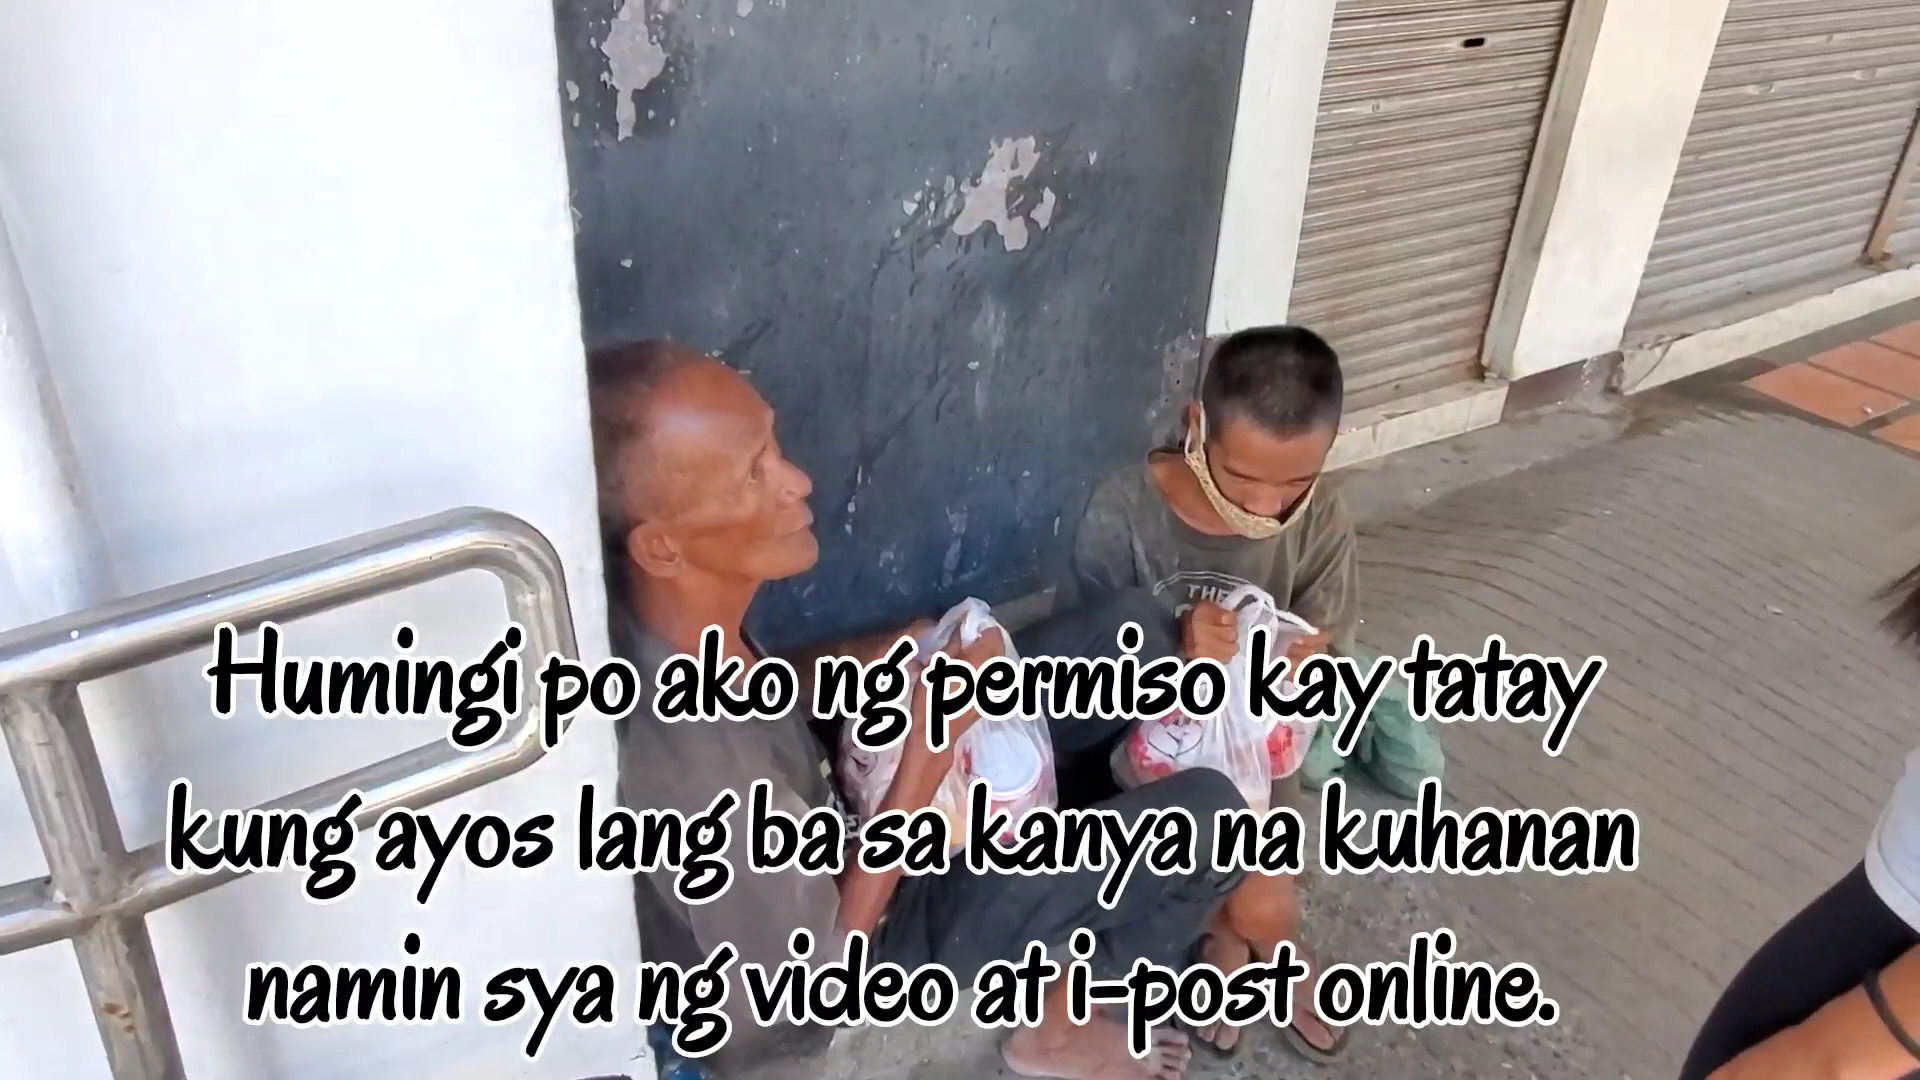 THE
Humingi po ako ng permiso kay tatay
kung ayos lang ba sa kanya na kuhanan
namin sya ng video at i-post online.